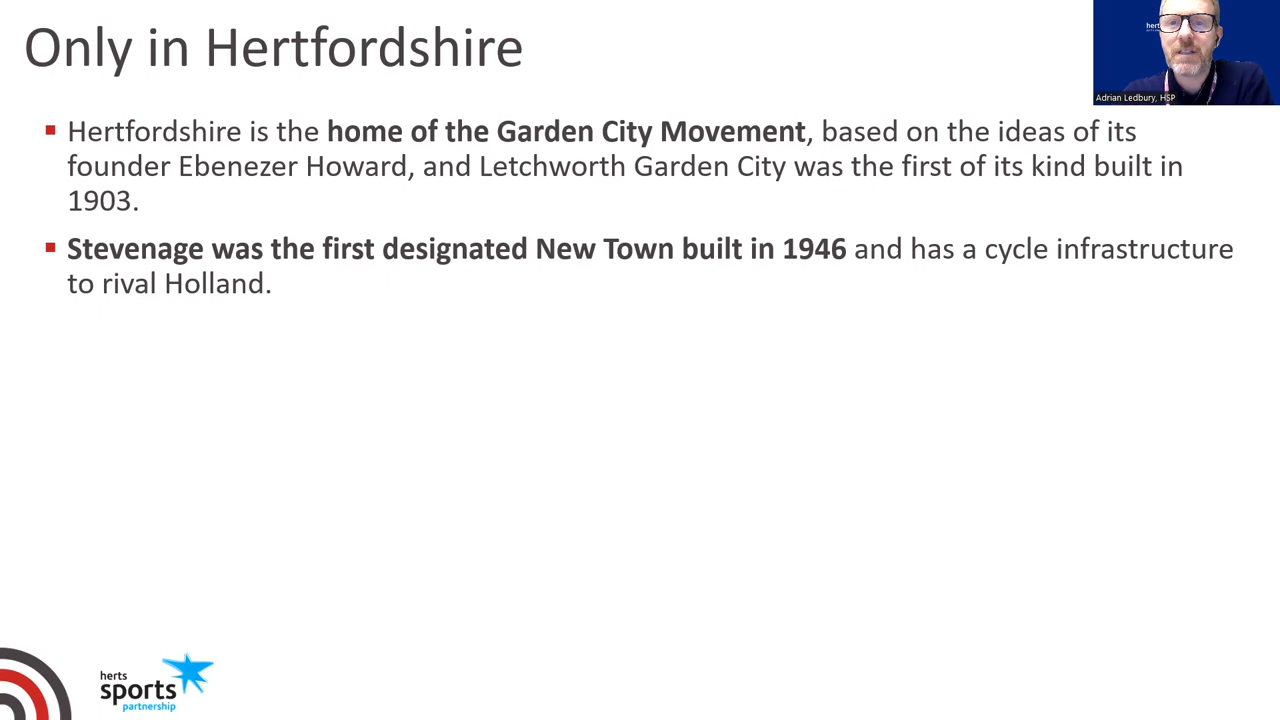 Only in Hertfordshire
▪ Hertfordshire is the home of the Garden City Movement, based on the ideas of its
founder Ebenezer Howard, and Letchworth Garden City was the first of its kind built in
1903.
▪ Stevenage was the first designated New Town built in 1946 and has a cycle infrastructure
to rival Holland.
herts
Adrian Ledbury, HSP
herts
sports
partnership